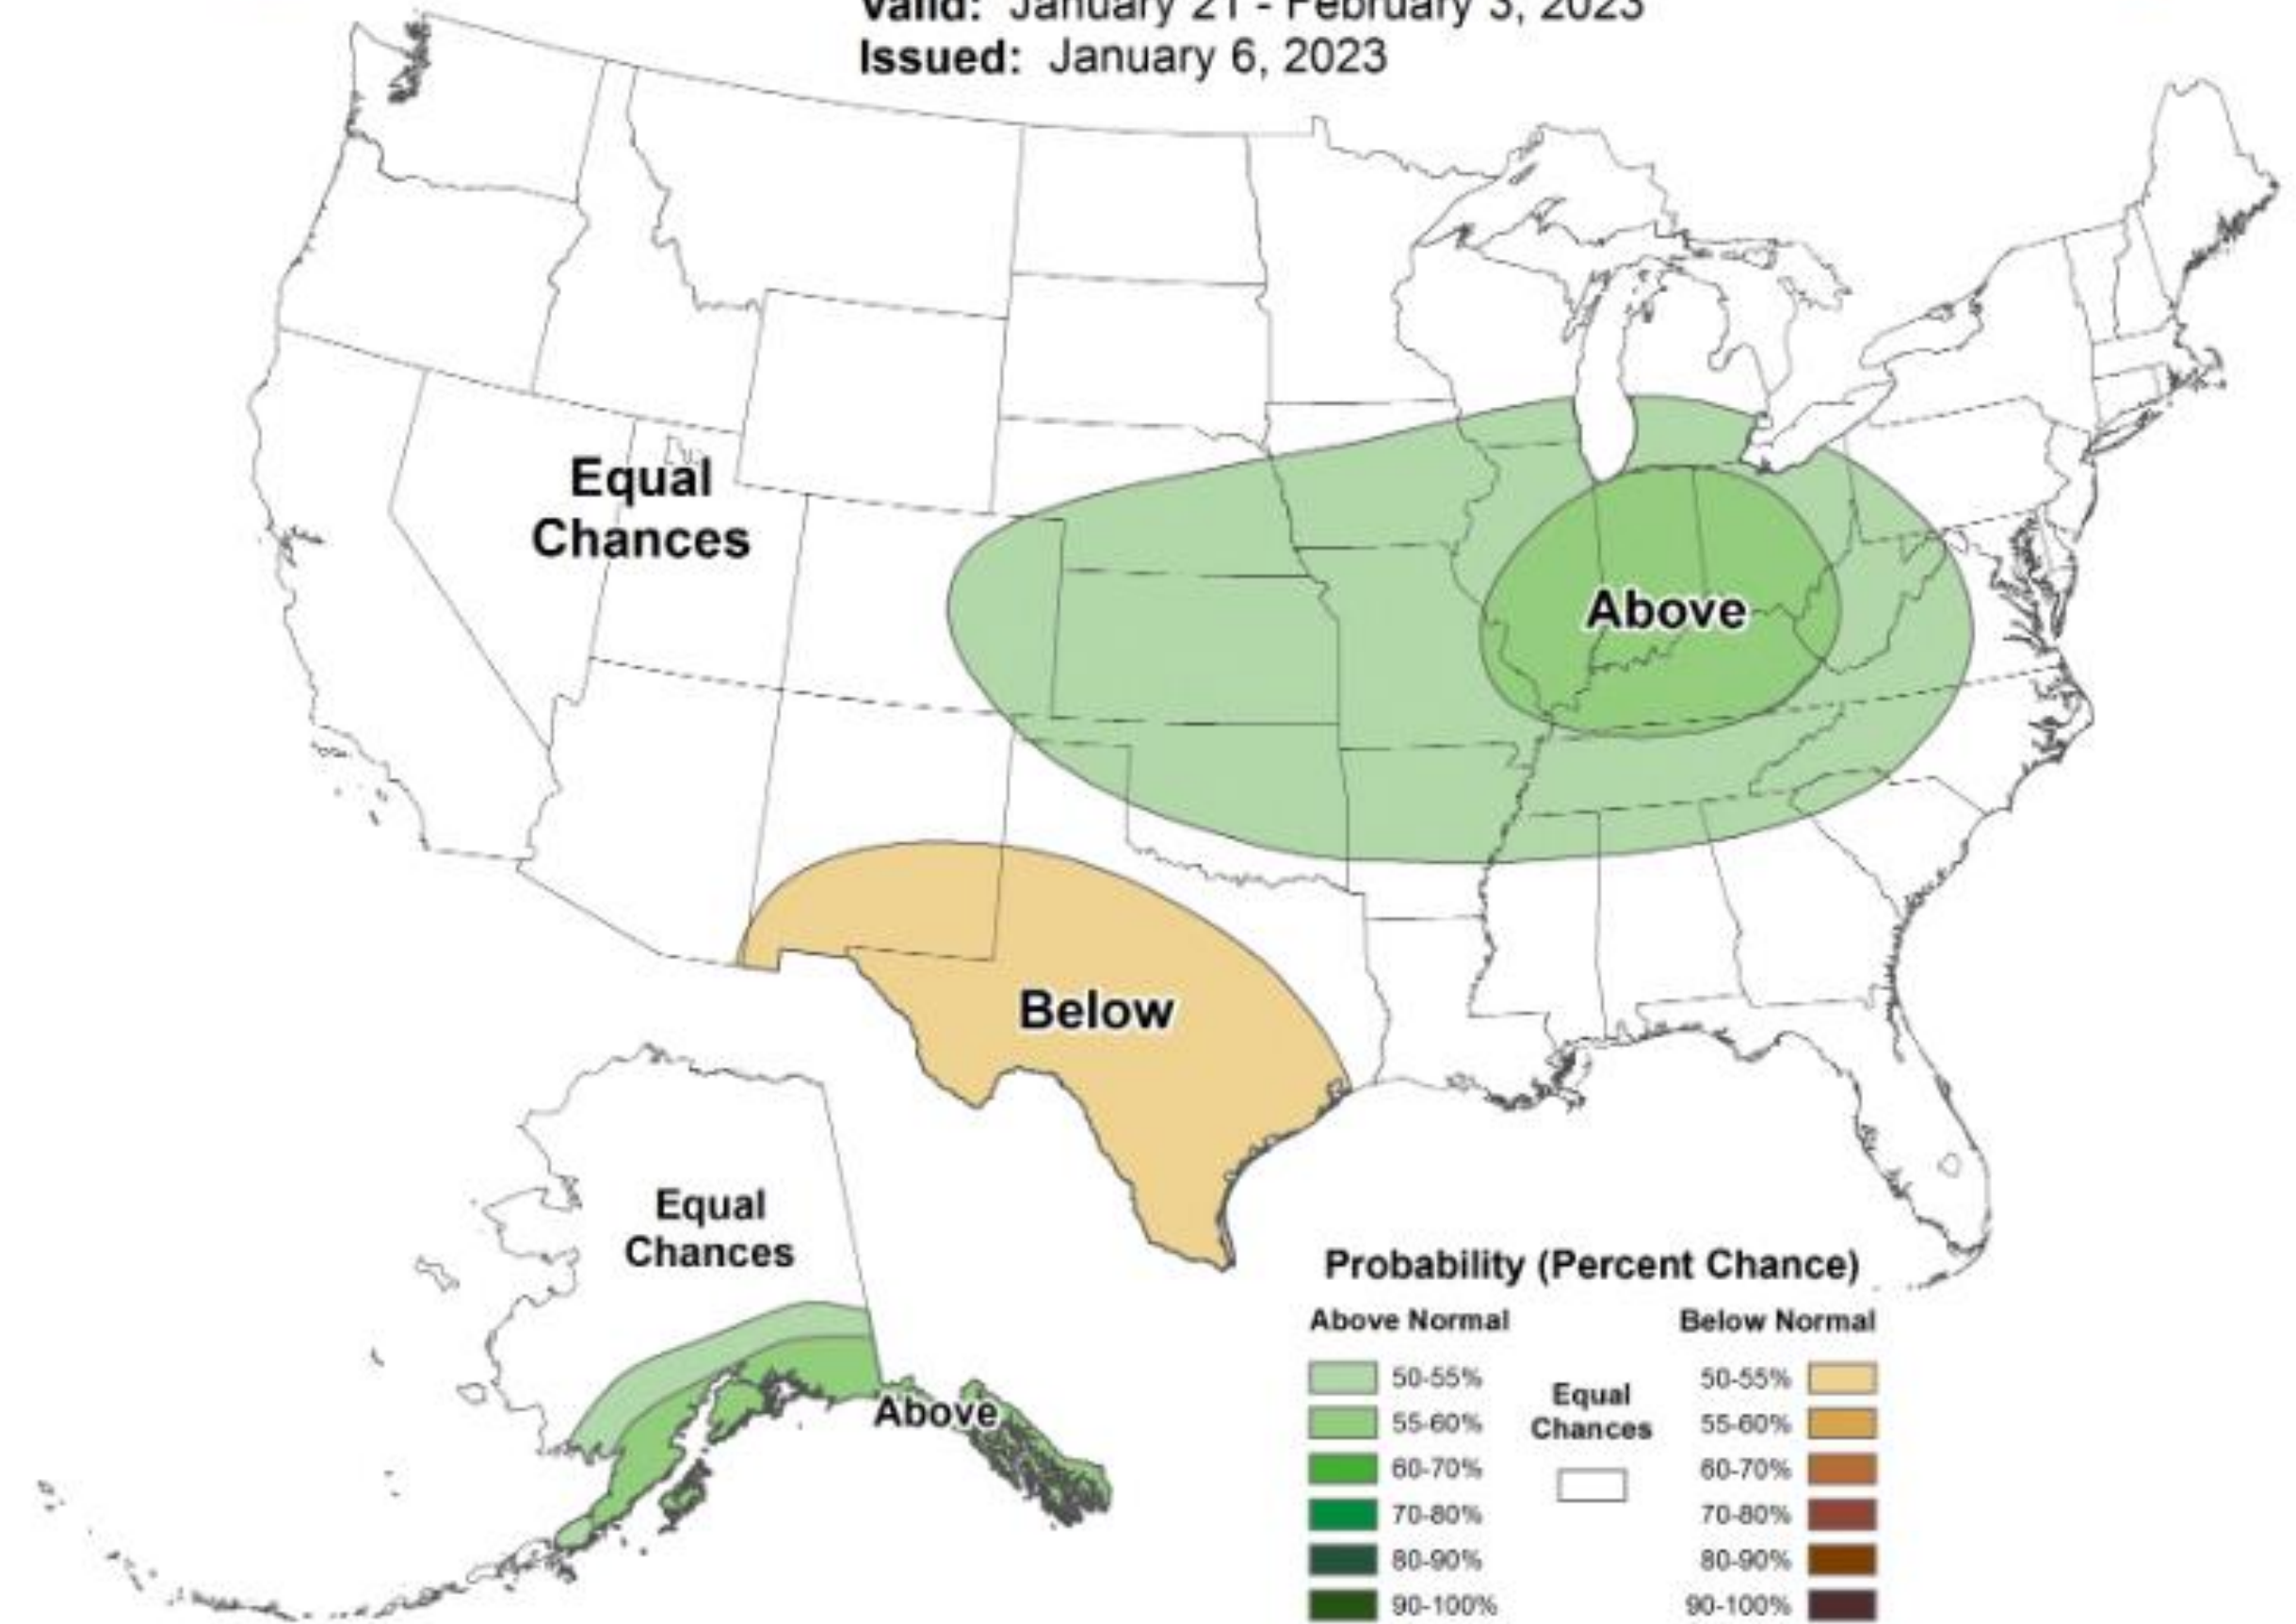 Valid: January 21 - February 3, 2023
Issued: January 6, 2023
Equal
Chances
Above
Below
Equal
Chances
Above
Probability (Percent Chance)
Above Normal
Below Normal
50-55%
55-60%
60-70%
70-80%
80-90%
90-100%
Equal
Chances
50-55%
55-60%
60-70%
70-80%
80-90%
90-100%